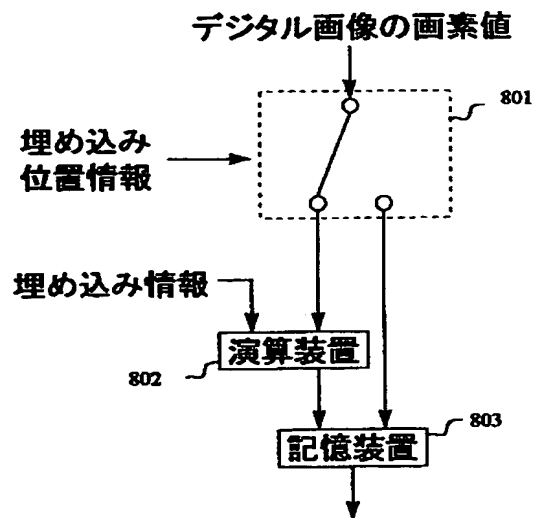 デジタル画像の画素値
801
埋め込み
位置情報
埋め込み情報
演算装置
802
803
記憶装置